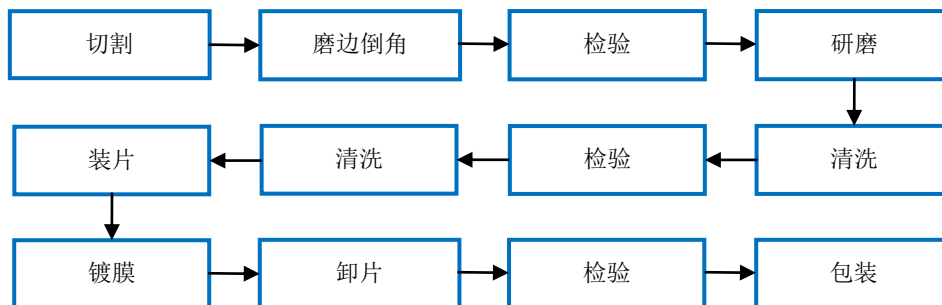 切割 磨边倒角 检验 研磨
装片 清洗 检验 清洗
镀膜 卸片 检验 包装